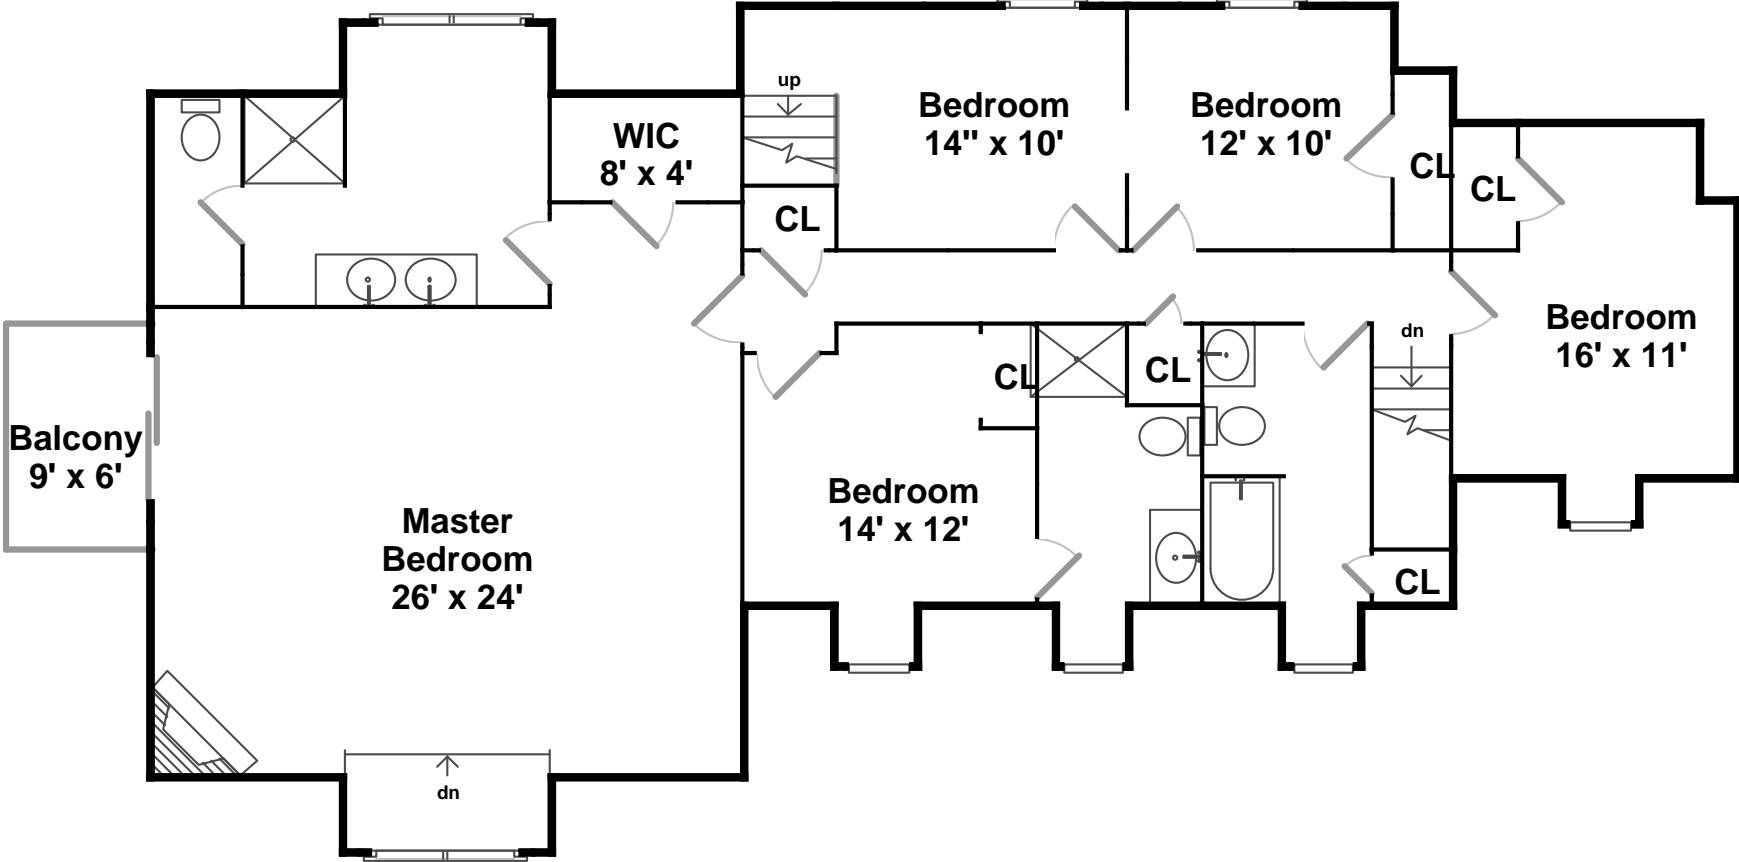 up
Bedroom
14" x 10'
Bedroom
12' x 10'
WIC
8' x 4'
CL
CL
CL
Bedroom
16' x 11'
dn
CL
CL
Balcony
9' x 6'
Bedroom
14' x 12'
Master
Bedroom
26' x 24'
CL
dn